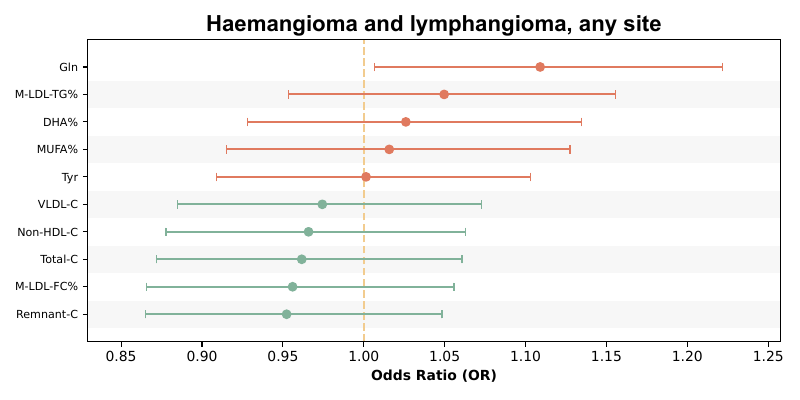 Haemangioma and lymphangioma, any site
Gln
M-LDL-TG%
DHA%
MUFA%
Tyr
VLDL-C
Non-HDL-C
Total-C
M-LDL-FC%
Remnant-C
0.85 0.90 0.95 1.00 1.05 1.10 1.15 1.20 1.25
Odds Ratio (OR)